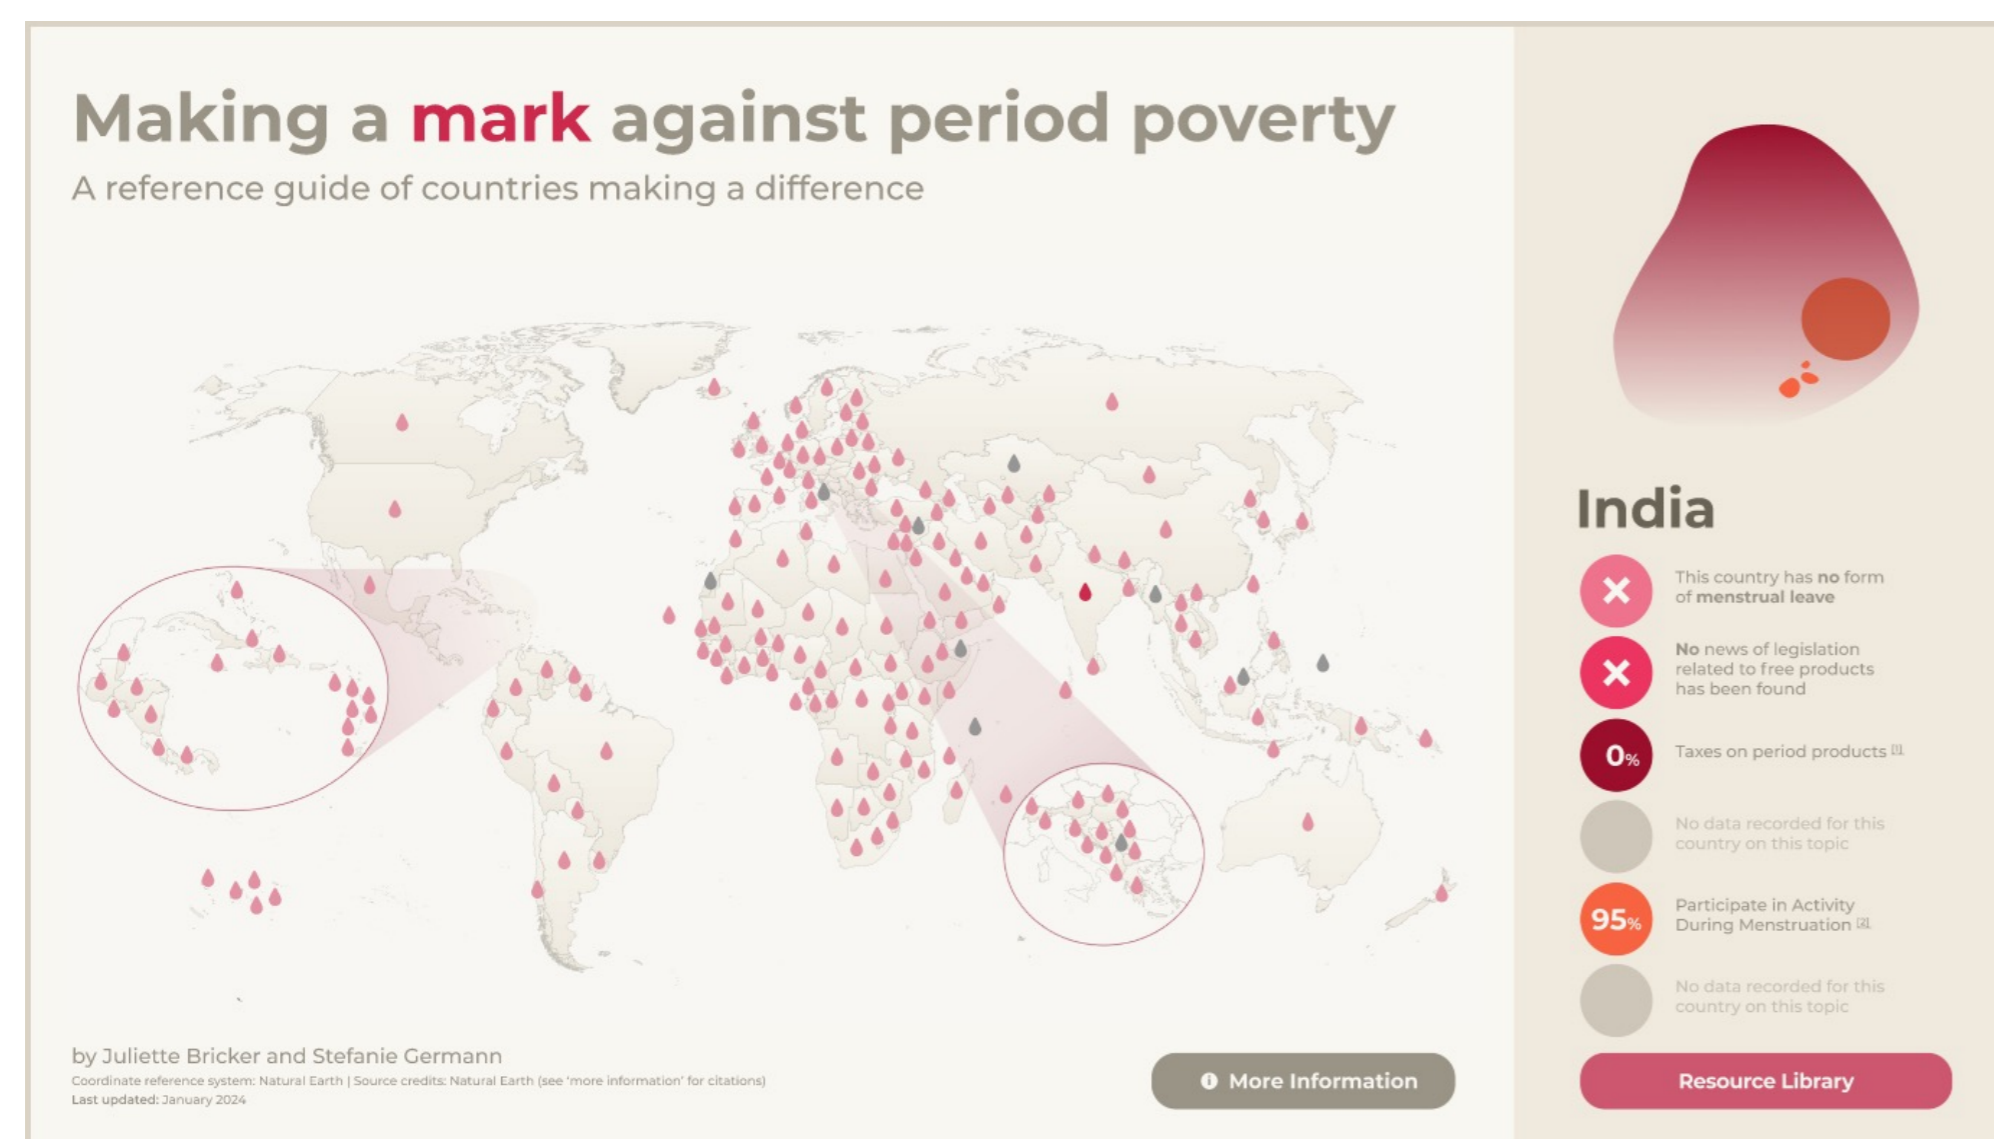 Making a mark against period poverty
A reference guide of countries making a difference
India
This country has no form
of menstrual leave
No news of legislation
related to free products
has been found
0%
Taxes on period products [1]
No data recorded for this
country on this topic
95%
Participate in Activity
During Menstruation [2]
No data recorded for this
country on this topic
by Juliette Bricker and Stefanie Germann
Coordinate reference system: Natural Earth | Source credits: Natural Earth (see 'more information' for citations)
Last updated: January 2024
More Information
Resource Library